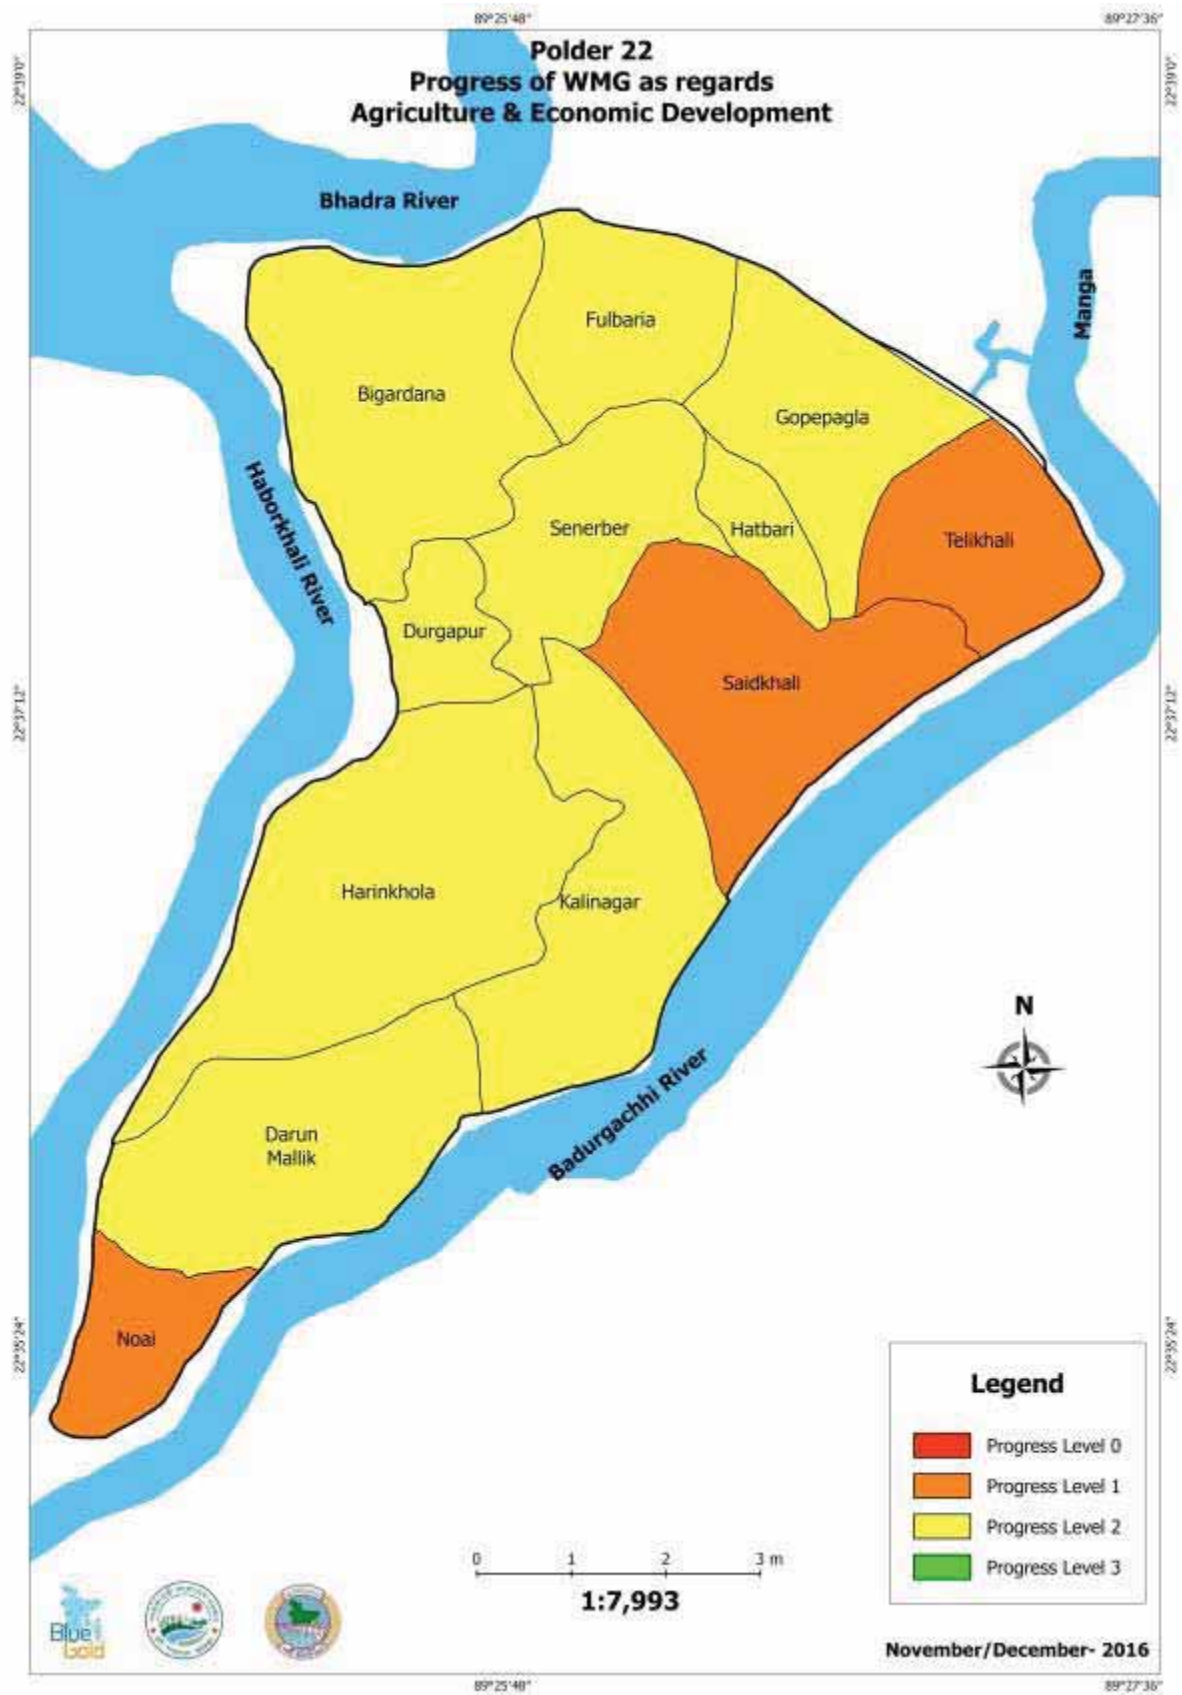 89°25'48"
89°27'36"
Polder 22
Progress of WMG as regards
Agriculture & Economic Development
22°39'0"
22°39'0"
Bhadra River
Manga
Fulbaria
Bigardana
Gopepagla
Haborkhali River
Senerber
Hatbari
Telikhali
Durgapur
Saidkhali
22°37'12"
22°37'12"
Harinkhola
Kalinagar
N
Badurgachhi River
Darun
Mallik
Noai
22°35'24"
22°35'24"
Legend
Progress Level 0
Progress Level 1
Progress Level 2
Progress Level 3
0 1 2 3 m
1:7,993
Blue
Gold
November/December- 2016
89°25'48"
89°27'36"